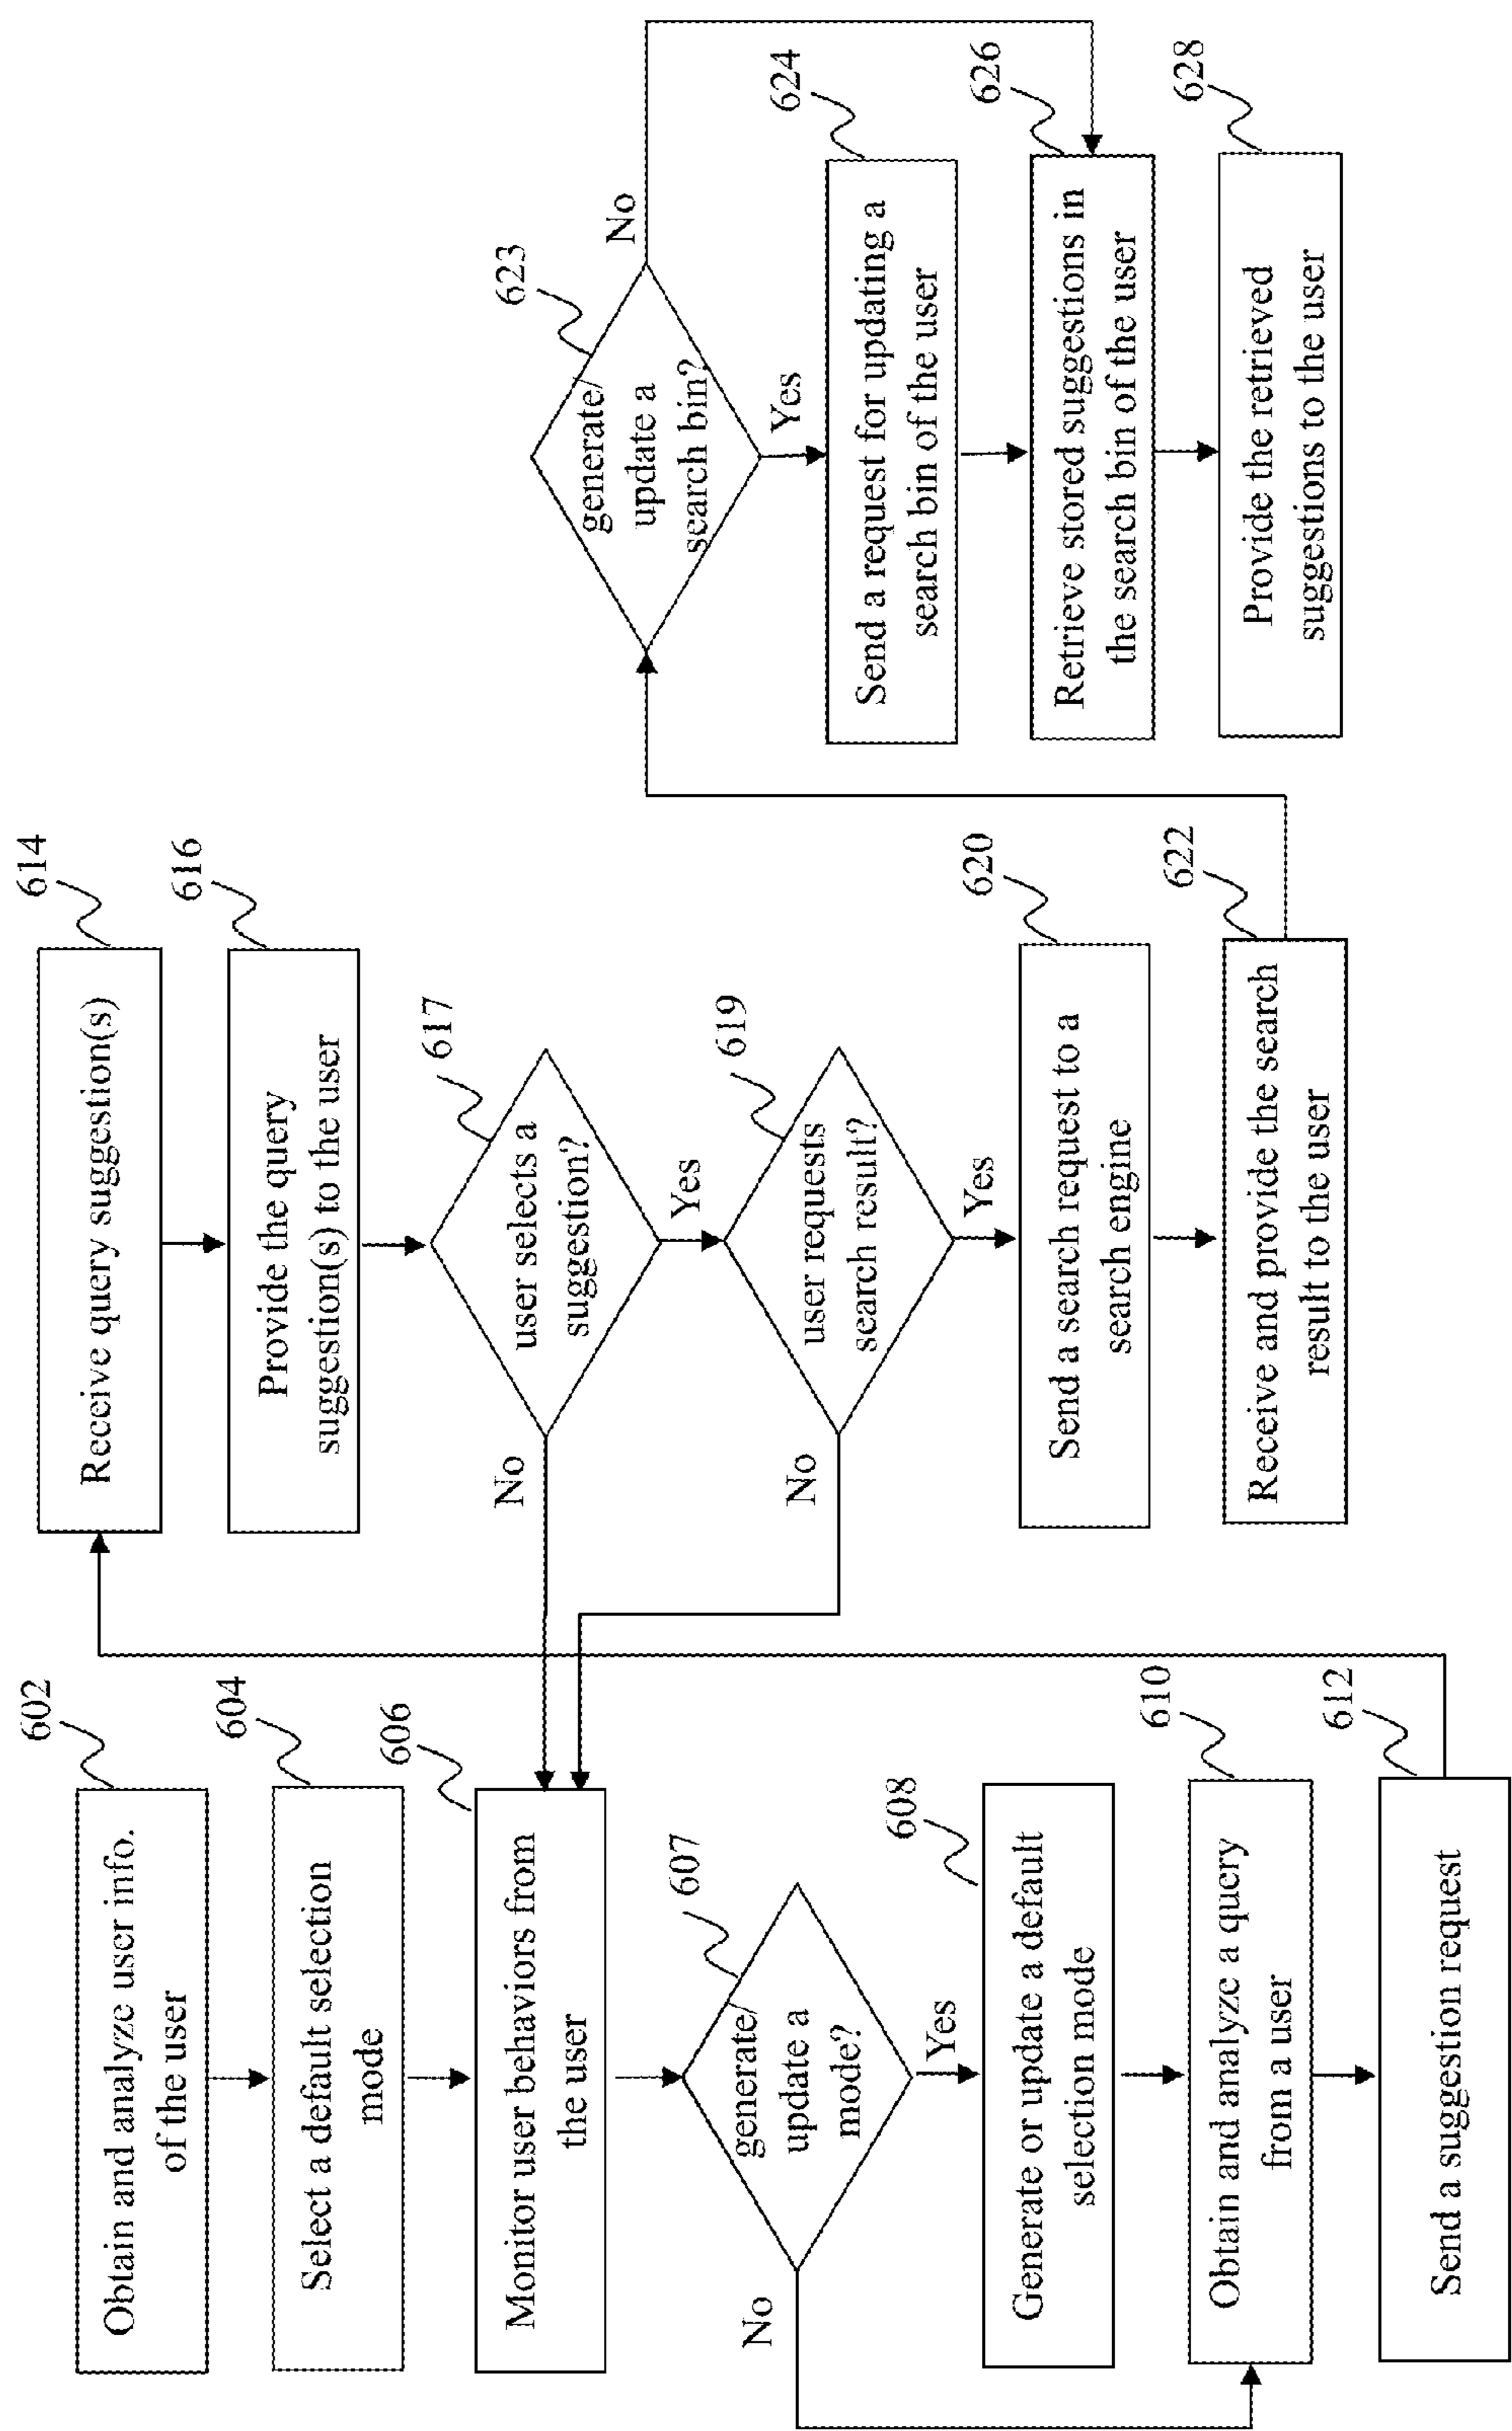 602
Obtain and analyze user info.
of the user
604
Select a default selection
mode
606
Monitor user behaviors from
the user
607
generate/
update a
mode?
No
Yes
608
Generate or update a default
selection mode
610
Obtain and analyze a query
from a user
612
Send a suggestion request
614
Receive query suggestion(s)
616
Provide the query
suggestion(s) to the user
617
user selects a
suggestion?
No
Yes
619
user requests
search result?
No
Yes
620
Send a search request to a
search engine
622
Receive and provide the search
result to the user
623
generate/
update a
search bin?
No
Yes
624
Send a request for updating a
search bin of the user
626
Retrieve stored suggestions in
the search bin of the user
628
Provide the retrieved
suggestions to the user